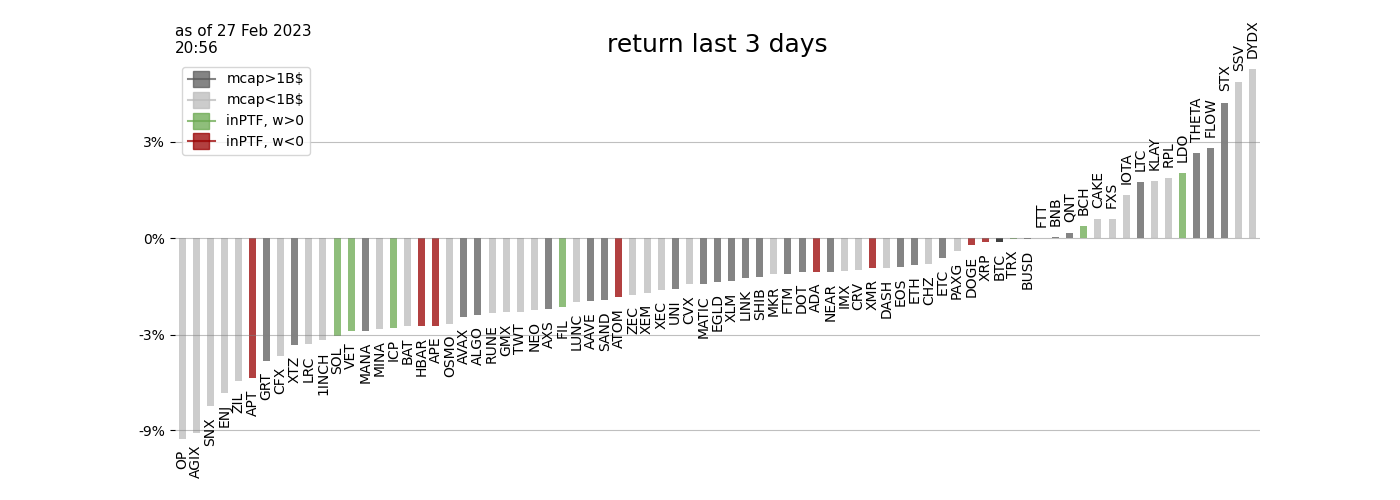 as of 27 Feb 2023
20:56
return last 3 days
mcap>1B$
mcap<1B$
inPTF, w>0
inPTF, w<0
3%
0%
-3%
-9%
OP
AGIX
SNX
ENJ
ZIL
APT
GRT
CFX
XTZ
LRC
1INCH
SOL
VET
MANA
MINA
ICP
BAT
HBAR
APE
OSMO
AVAX
ALGO
RUNE
GMX
TWT
NEO
AXS
FIL
LUNC
AAVE
SAND
ATOM
ZEC
XEM
XEC
UNI
CVX
MATIC
EGLD
XLM
LINK
SHIB
MKR
FTM
DOT
ADA
NEAR
IMX
CRV
XMR
DASH
EOS
ETH
CHZ
ETC
PAXG
DOGE
XRP
BTC
TRX
BUSD
FTT
BNB
QNT
BCH
CAKE
FXS
IOTA
LTC
KLAY
RPL
LDO
THETA
FLOW
STX
SSV
DYDX